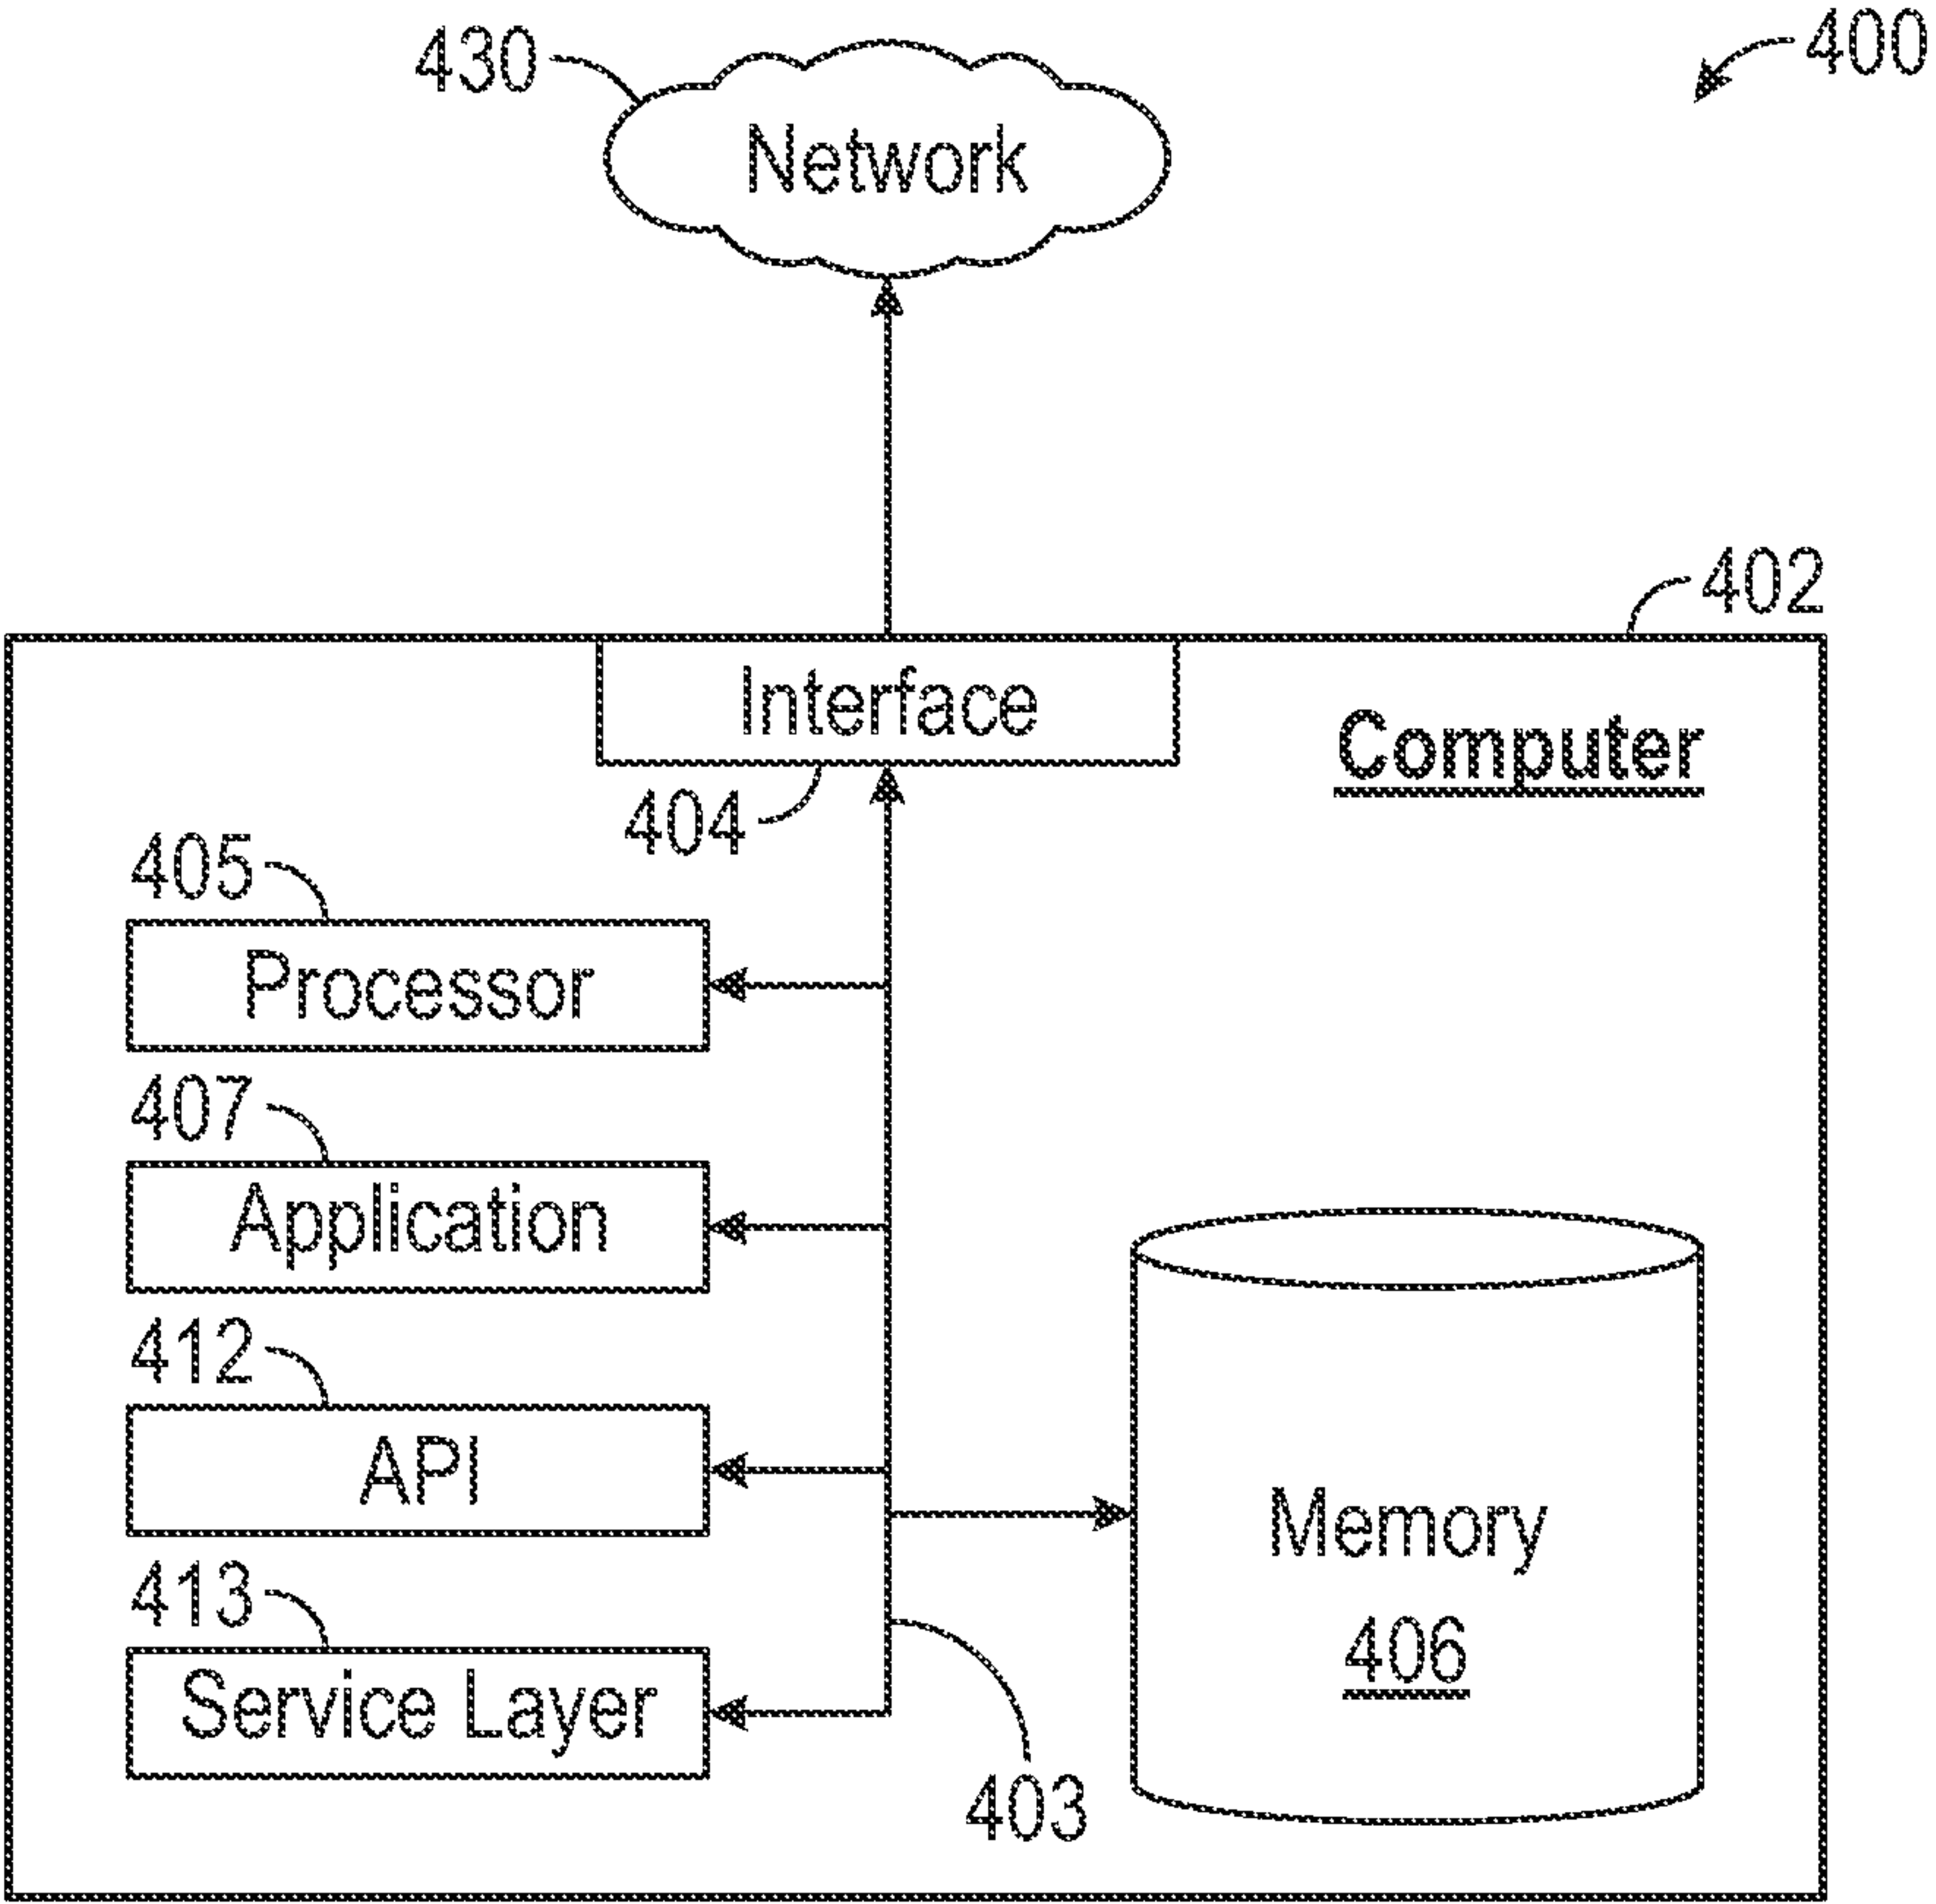 430
400
Network
402
Interface
Computer
404
405
Processor
407
Application
412
API
Memory
413
406
Service Layer
403